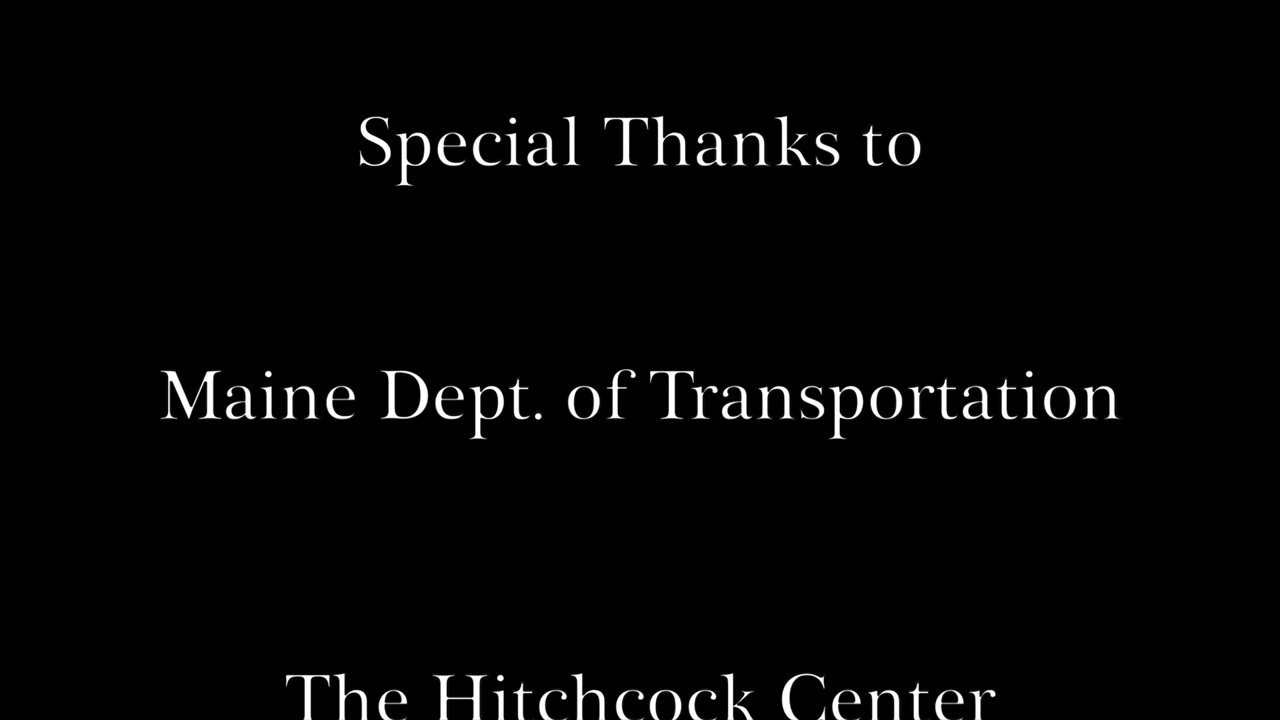 Special Thanks to
Maine Dept. of Transportation
The Hitchcock Center